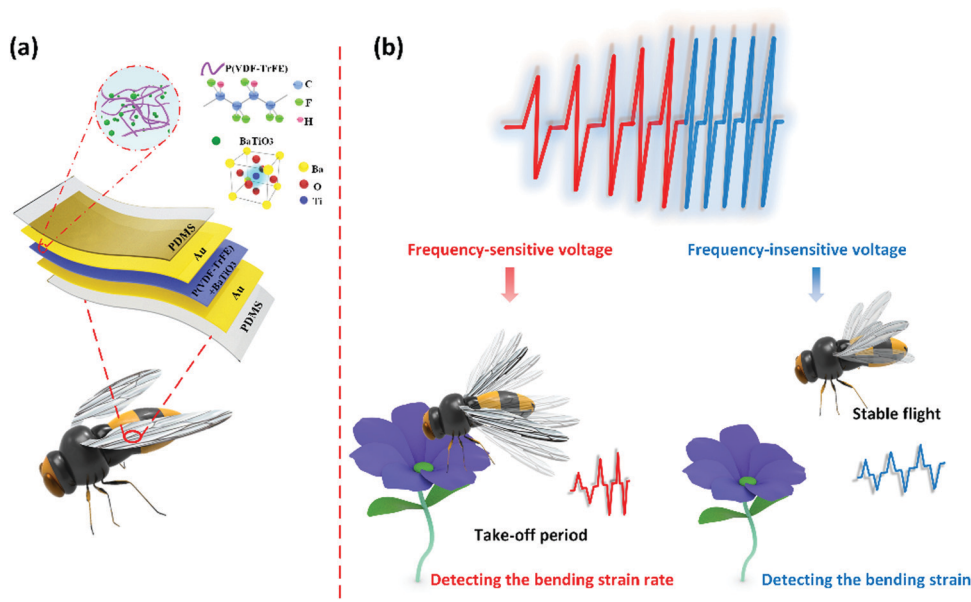 (a)
P(VDF-TrFE)
C
F
H
BaTiO3
Ba
O
Ti
PDMS
Au
P(VDF-TrFE)
+BaTiO3
Au
PDMS
(b)
Frequency-sensitive voltage
Frequency-insensitive voltage
Stable flight
Take-off period
Detecting the bending strain rate
Detecting the bending strain